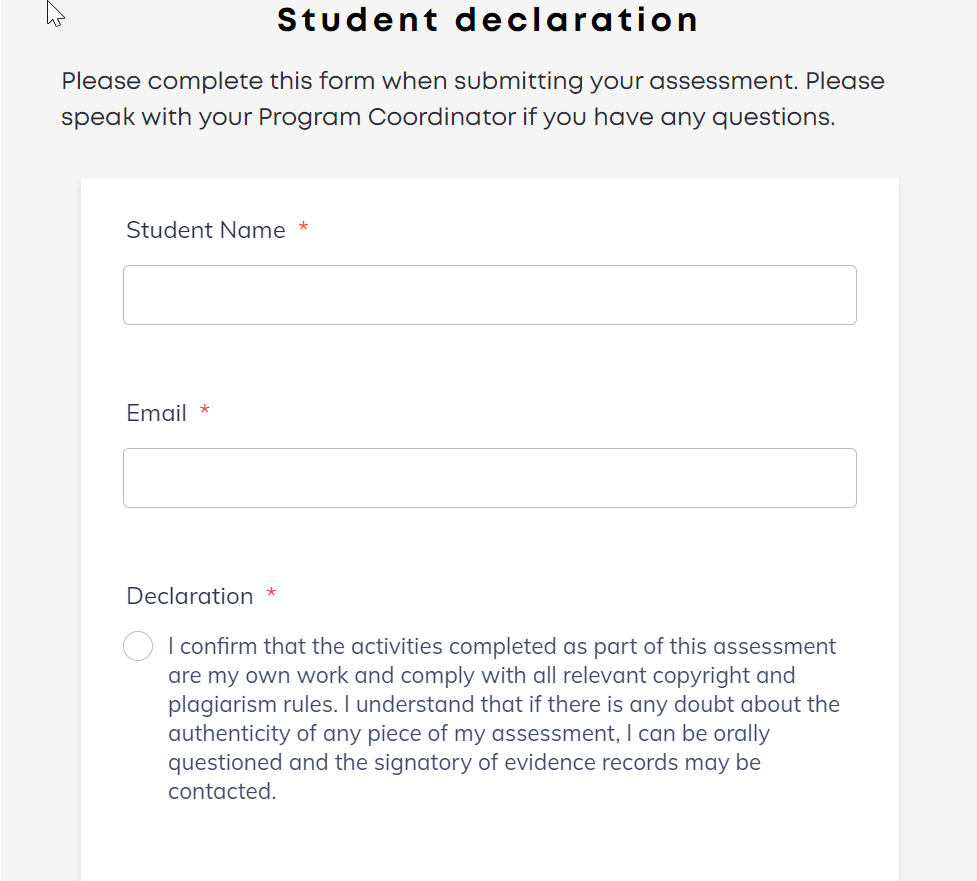 Student declaration
Please complete this form when submitting your assessment. Please
speak with your Program Coordinator if you have any questions.
Student Name *
Email *
Declaration *
I confirm that the activities completed as part of this assessment
are my own work and comply with all relevant copyright and
plagiarism rules. I understand that if there is any doubt about the
authenticity of any piece of my assessment, I can be orally
questioned and the signatory of evidence records may be
contacted.